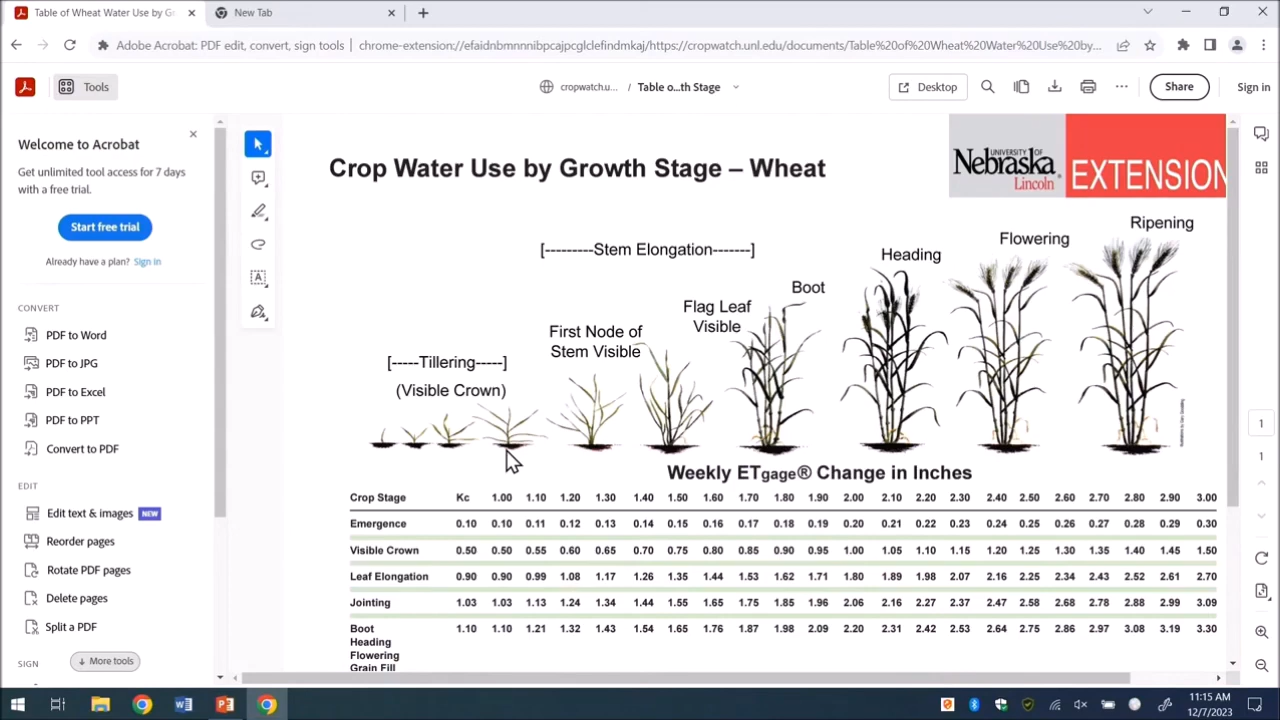 Table of Wheat Water Use by Gr
New Tab
Adobe Acrobat: PDF edit, convert, sign tools | chrome-extension://efaidnbmnnnibpcajpcglclefindmkaj/https://cropwatch.unl.edu/documents/Table%20of%20Wheat%20Water%20Use%20by...
Tools
cropwatch.u... / Table o...th Stage
Desktop
Share
Sign in
Welcome to Acrobat
Get unlimited tool access for 7 days
with a free trial.
Start free trial
Already have a plan? Sign in
CONVERT
PDF to Word
PDF to JPG
PDF to Excel
PDF to PPT
Convert to PDF
EDIT
Edit text & images NEW
Reorder pages
Rotate PDF pages
Delete pages
Split a PDF
SIGN
More tools
Crop Water Use by Growth Stage – Wheat
UNIVERSITY OF
Nebraska
Lincoln
EXTENSION
Ripening
Flowering
[---------Stem Elongation-------]
Heading
Boot
Flag Leaf
Visible
First Node of
Stem Visible
[-----Tillering-----]
(Visible Crown)
Weekly ETgage® Change in Inches
Crop Stage Kc 1.00 1.10 1.20 1.30 1.40 1.50 1.60 1.70 1.80 1.90 2.00 2.10 2.20 2.30 2.40 2.50 2.60 2.70 2.80 2.90 3.00
Emergence 0.10 0.10 0.11 0.12 0.13 0.14 0.15 0.16 0.17 0.18 0.19 0.20 0.21 0.22 0.23 0.24 0.25 0.26 0.27 0.28 0.29 0.30
Visible Crown 0.50 0.50 0.55 0.60 0.65 0.70 0.75 0.80 0.85 0.90 0.95 1.00 1.05 1.10 1.15 1.20 1.25 1.30 1.35 1.40 1.45 1.50
Leaf Elongation 0.90 0.90 0.99 1.08 1.17 1.26 1.35 1.44 1.53 1.62 1.71 1.80 1.89 1.98 2.07 2.16 2.25 2.34 2.43 2.52 2.61 2.70
Jointing 1.03 1.03 1.13 1.24 1.34 1.44 1.55 1.65 1.75 1.85 1.96 2.06 2.16 2.27 2.37 2.47 2.58 2.68 2.78 2.88 2.99 3.09
Boot 1.10 1.10 1.21 1.32 1.43 1.54 1.65 1.76 1.87 1.98 2.09 2.20 2.31 2.42 2.53 2.64 2.75 2.86 2.97 3.08 3.19 3.30
Heading
Flowering
Grain Fill
1
1
11:15 AM
12/7/2023